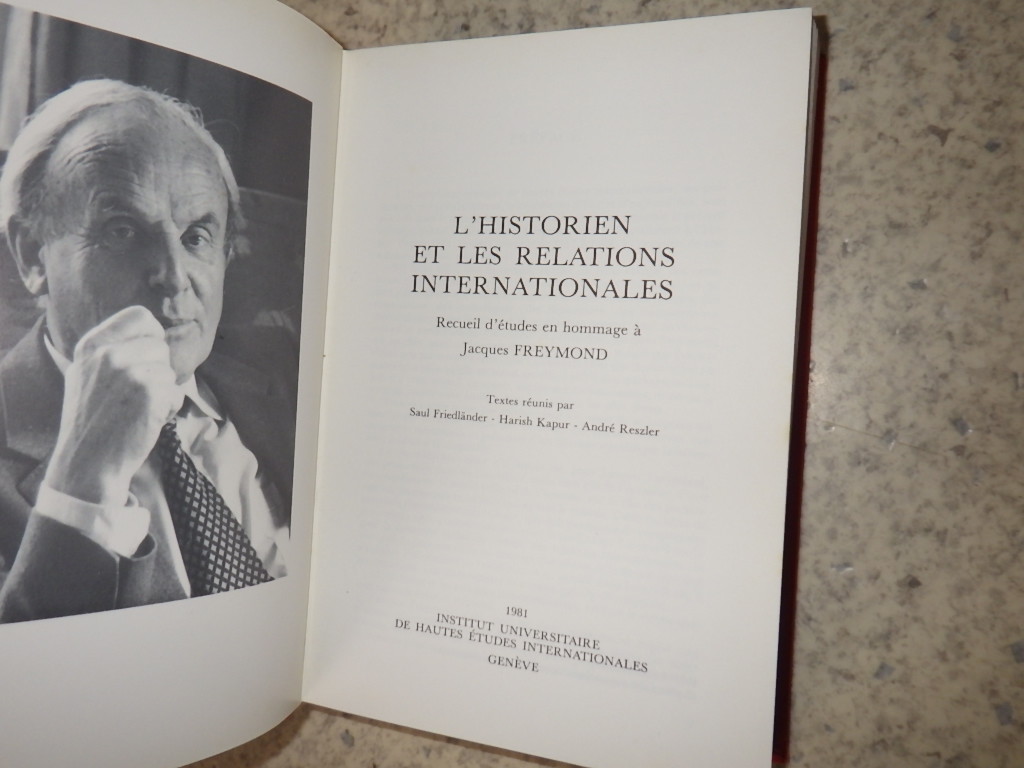 L'HISTORIEN
ET LES RELATIONS
INTERNATIONALES
Recueil d'études en hommage à
Jacques FREYMOND
Textes réunis par
Saul Friedländer - Harish Kapur - André Reszler
1981
INSTITUT UNIVERSITAIRE
DE HAUTES ÉTUDES INTERNATIONALES
GENÈVE